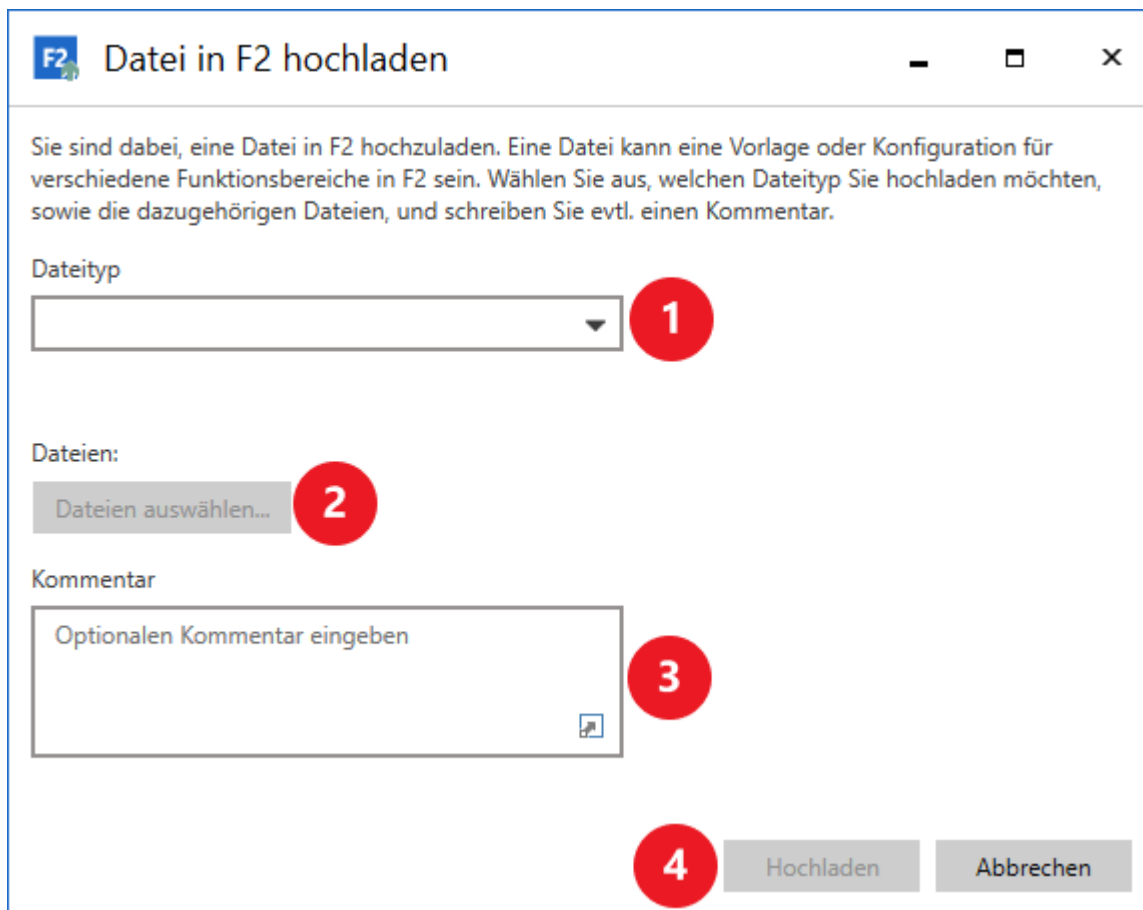 F2 Datei in F2 hochladen
Sie sind dabei, eine Datei in F2 hochzuladen. Eine Datei kann eine Vorlage oder Konfiguration für
verschiedene Funktionsbereiche in F2 sein. Wählen Sie aus, welchen Dateityp Sie hochladen möchten,
sowie die dazugehörigen Dateien, und schreiben Sie evtl. einen Kommentar.
Dateityp
1
Dateien:
Dateien auswählen... 2
Kommentar
Optionalen Kommentar eingeben
3
4 Hochladen Abbrechen